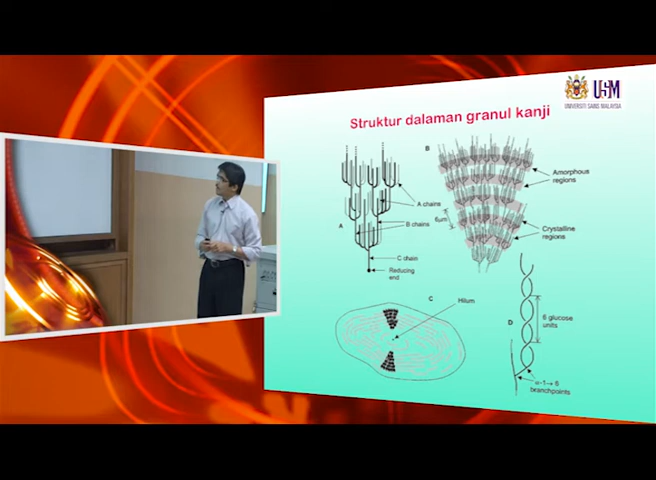 USM
UNIVERSITI SAINS MALAYSIA
Struktur dalaman granul kanji
B
Amorphous
regions
A chains
6μm
A
B chains
Crystalline
regions
C chain
Reducing
end
C
Hilum
6 glucose
units
D
α-1→ 6
branchpoints